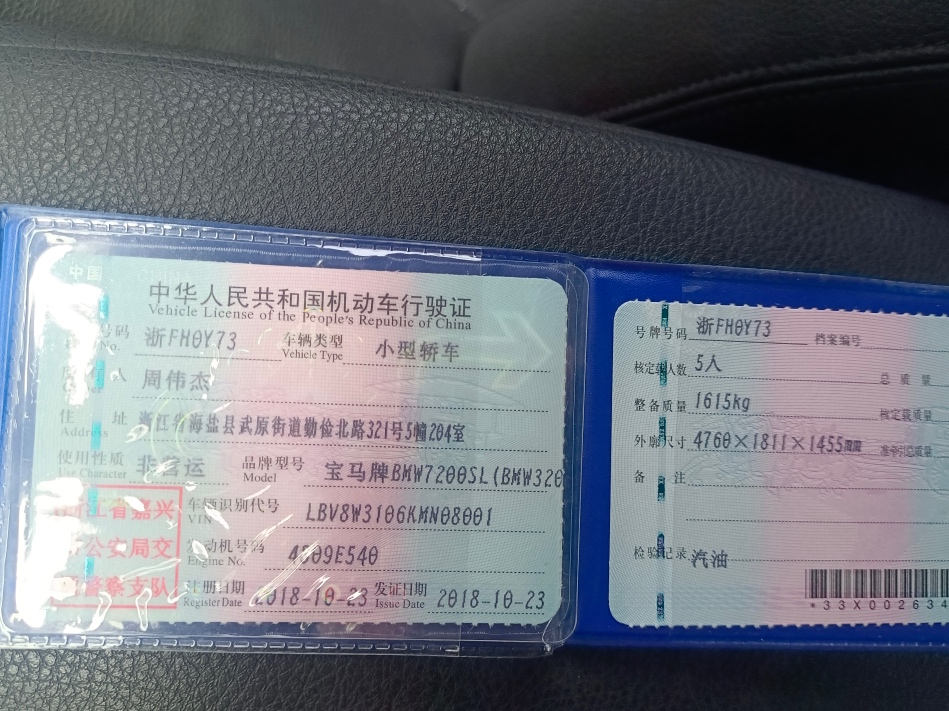 中国
中华人民共和国机动车行驶证
Vehicle License of the People's Republic of China
号码 浙FH0Y73 车辆类型 小型轿车
No. Vehicle Type
人 周伟杰
住 址 浙江省海盐县武原街道勤俭北路321号5幢204室
Address
使用性质 非营运 品牌型号 宝马牌BMW7200SL(BMW320
Use Character Model
浙江省嘉兴
公安局交
警察支队
车辆识别代号 LBV8W3106KMN08001
VIN
发动机号码 4509E540
Engine No.
注册日期 2018-10-23 发证日期 2018-10-23
Register Date Issue Date
号牌号码 浙FH0Y73 档案编号
核定载人数 5人 总质量
整备质量 1615kg 核定载质量
外廓尺寸 4760×1811×1455mm 准牵引总质量
备 注
检验记录 汽油
*33X002634